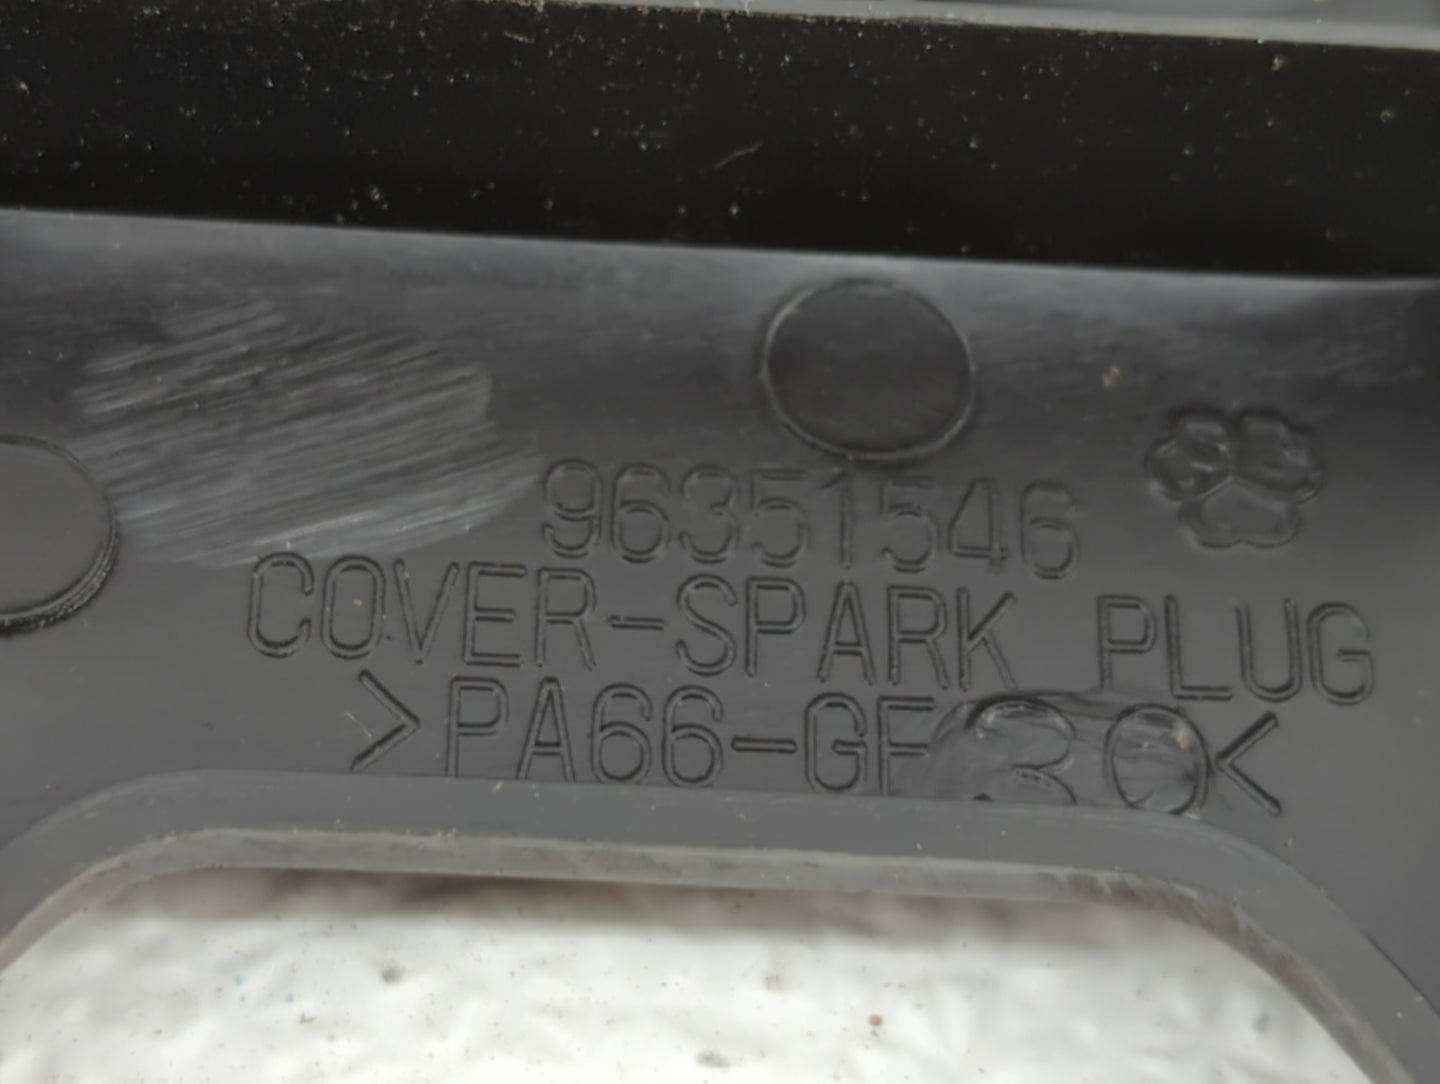 96351546
COVER-SPARK PLUG
>PA66-GF30<